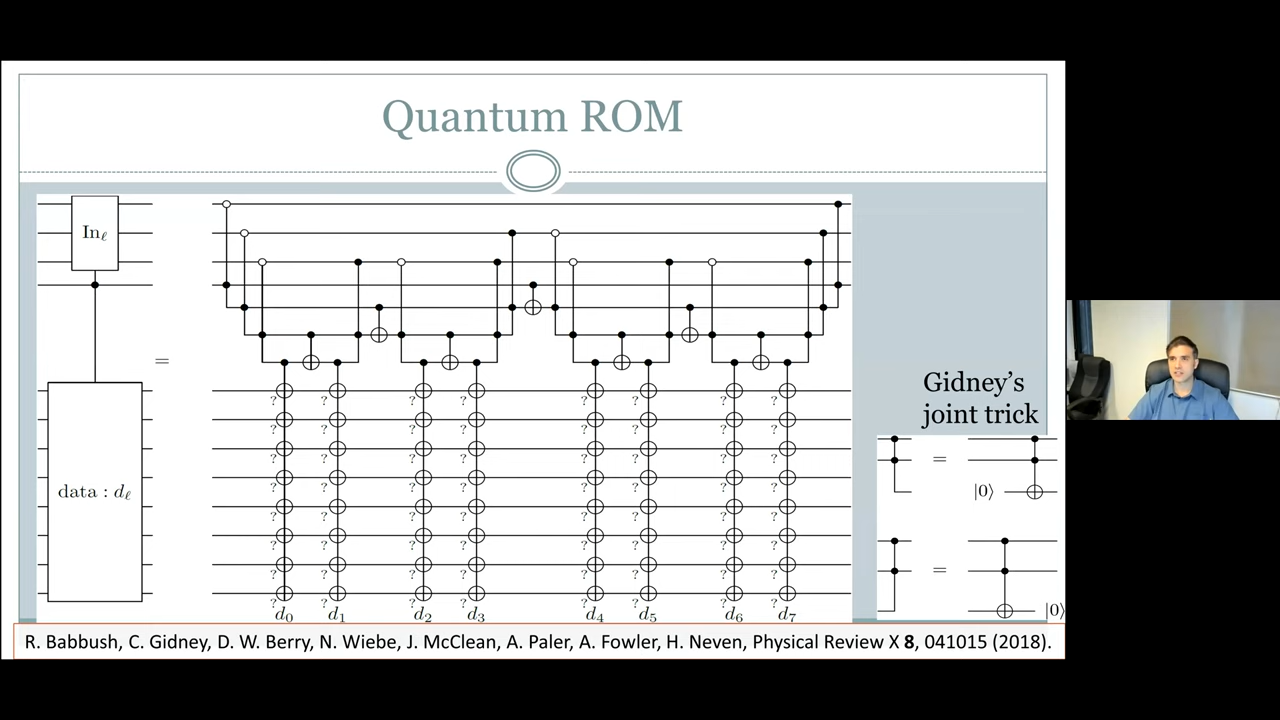 Quantum ROM
In_ℓ
=
data : d_ℓ
? ? ? ? ? ? ? ?
? ? ? ? ? ? ? ?
? ? ? ? ? ? ? ?
? ? ? ? ? ? ? ?
? ? ? ? ? ? ? ?
? ? ? ? ? ? ? ?
? ? ? ? ? ? ? ?
? ? ? ? ? ? ? ?
d_0 d_1 d_2 d_3 d_4 d_5 d_6 d_7
Gidney’s
joint trick
=
|0⟩
=
|0⟩
R. Babbush, C. Gidney, D. W. Berry, N. Wiebe, J. McClean, A. Paler, A. Fowler, H. Neven, Physical Review X 8, 041015 (2018).